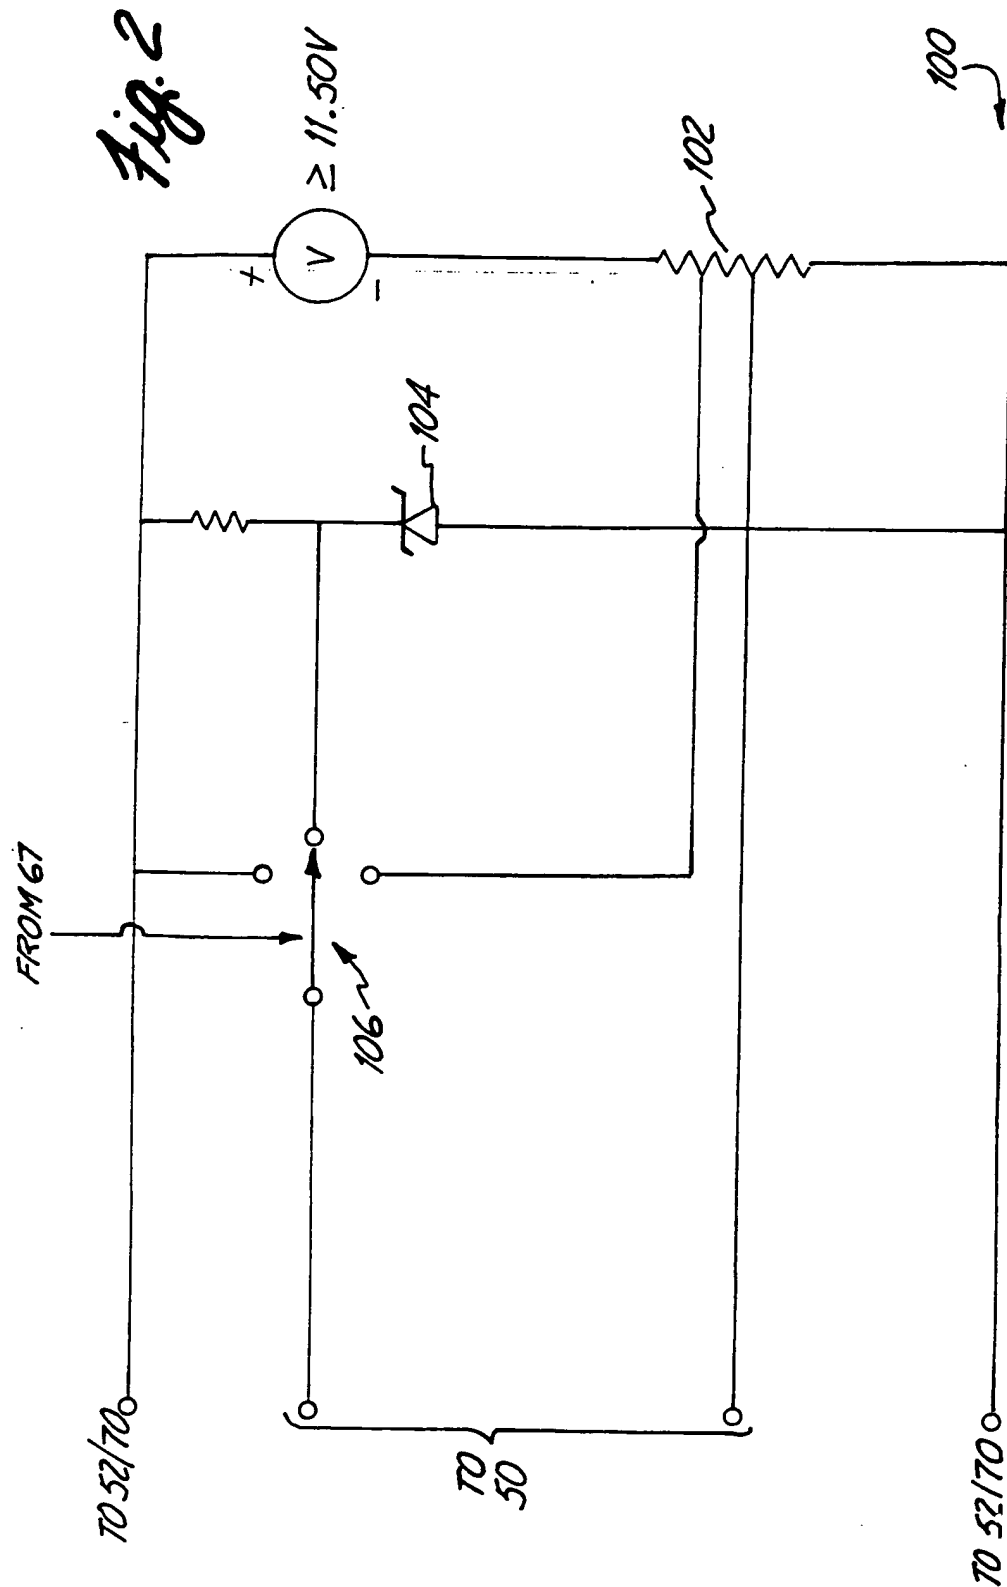 Fig. 2
FROM 67
TO 52/70
TO
50
TO 52/70
106
104
102
+
V
-
≥ 11.50V
100